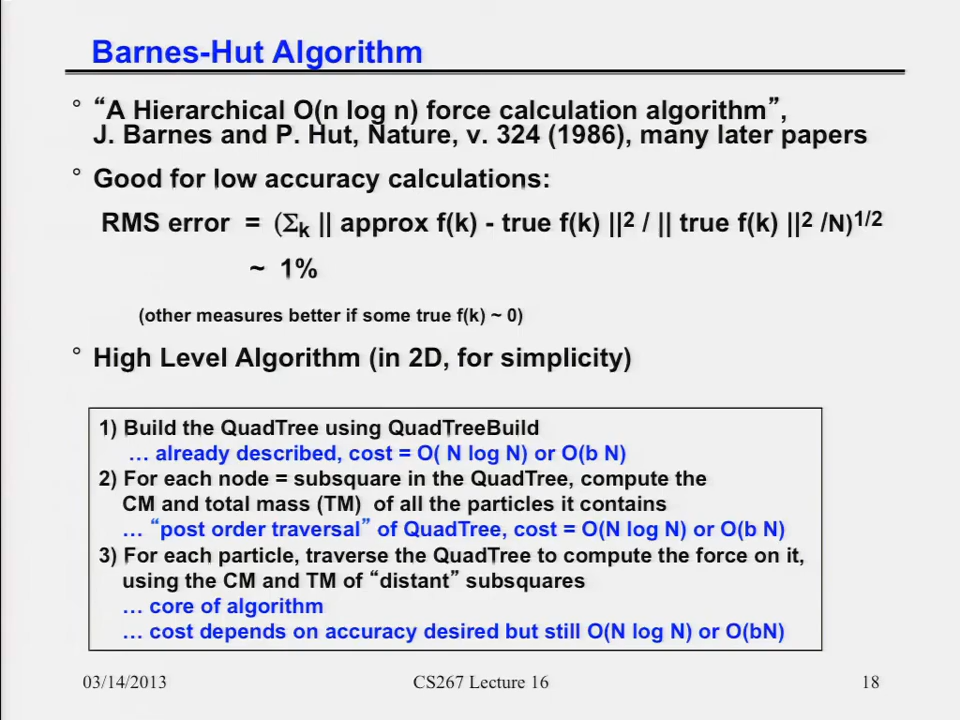 Barnes-Hut Algorithm
° “A Hierarchical O(n log n) force calculation algorithm”,
J. Barnes and P. Hut, Nature, v. 324 (1986), many later papers
° Good for low accuracy calculations:
RMS error = (Σk || approx f(k) - true f(k) ||2 / || true f(k) ||2 /N)1/2
~ 1%
(other measures better if some true f(k) ~ 0)
° High Level Algorithm (in 2D, for simplicity)
1) Build the QuadTree using QuadTreeBuild
… already described, cost = O( N log N) or O(b N)
2) For each node = subsquare in the QuadTree, compute the
CM and total mass (TM) of all the particles it contains
… “post order traversal” of QuadTree, cost = O(N log N) or O(b N)
3) For each particle, traverse the QuadTree to compute the force on it,
using the CM and TM of “distant” subsquares
… core of algorithm
… cost depends on accuracy desired but still O(N log N) or O(bN)
03/14/2013 CS267 Lecture 16 18